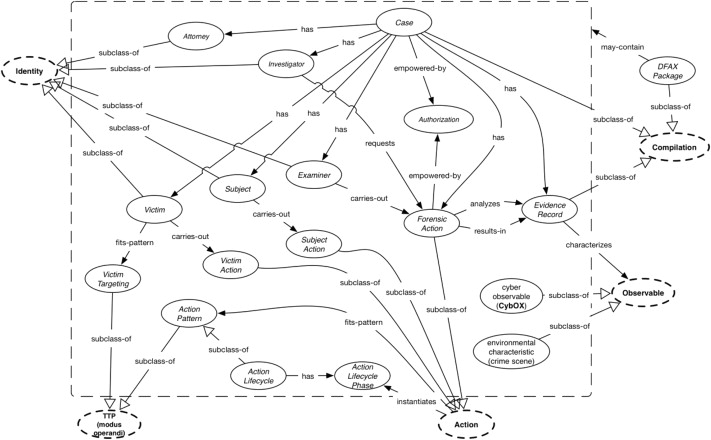 Case
Attorney
has
Investigator
has
subclass-of
subclass-of
Identity
empowered-by
may-contain
DFAX
Package
has
subclass-of
subclass-of
has
has
has
Authorization
requests
has
subclass-of
subclass-of
subclass-of
subclass-of
Compilation
Examiner
Subject
empowered-by
subclass-of
carries-out
Victim
carries-out
Forensic
Action
analyzes
results-in
Evidence
Record
fits-pattern
carries-out
Subject
Action
characterizes
Victim
Targeting
Victim
Action
subclass-of
subclass-of
cyber
observable
(CybOX)
subclass-of
Observable
Action
Pattern
fits-pattern
subclass-of
subclass-of
subclass-of
subclass-of
subclass-of
environmental
characteristic
(crime scene)
Action
Lifecycle
has
Action Lifecycle
Phase
instantiates
TTP
(modus
operandi)
Action